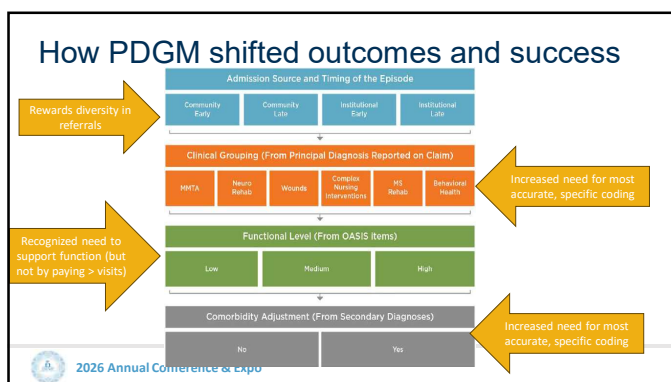 How PDGM shifted outcomes and success
Admission Source and Timing of the Episode
Rewards diversity in
referrals
Community
Early
Community
Late
Institutional
Early
Institutional
Late
Clinical Grouping (From Principal Diagnosis Reported on Claim)
MMTA
Neuro
Rehab
Wounds
Complex
Nursing
Interventions
MS
Rehab
Behavioral
Health
Increased need for most
accurate, specific coding
Recognized need to
support function (but
not by paying > visits)
Functional Level (From OASIS items)
Low
Medium
High
Comorbidity Adjustment (From Secondary Diagnoses)
No
Yes
Increased need for most
accurate, specific coding
2026 Annual Conference & Expo